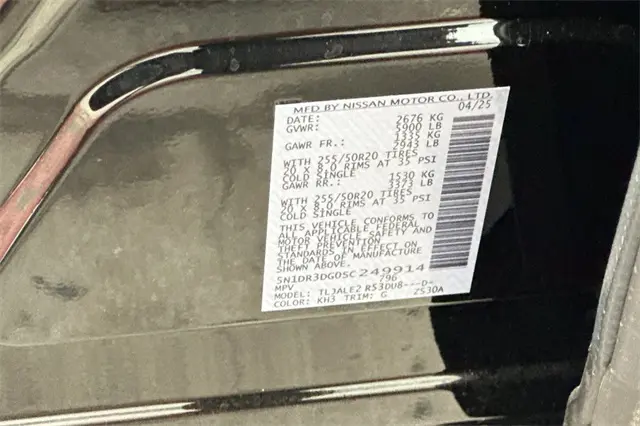 MFD BY NISSAN MOTOR CO., LTD.
DATE: 04/25
GVWR: 2676 KG
5900 LB
GAWR FR.: 1335 KG
2943 LB
WITH 255/50R20 TIRES
20 X 8.0 RIMS AT 35 PSI
COLD SINGLE
GAWR RR.: 1530 KG
3373 LB
WITH 255/50R20 TIRES
20 X 8.0 RIMS AT 35 PSI
COLD SINGLE
THIS VEHICLE CONFORMS TO
ALL APPLICABLE FEDERAL
MOTOR VEHICLE SAFETY AND
THEFT PREVENTION
STANDARDS IN EFFECT ON
THE DATE OF MANUFACTURE
SHOWN ABOVE.
5N1DR3DG0SC249914
MPV 796
MODEL: TLJALE2 R53DU8---D-
COLOR: KH3 TRIM: G Z530A